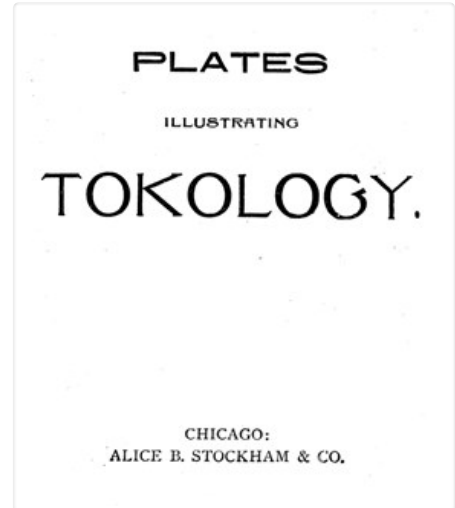 PLATES
ILLUSTRATING
TOKOLOGY.
CHICAGO:
ALICE B. STOCKHAM & CO.